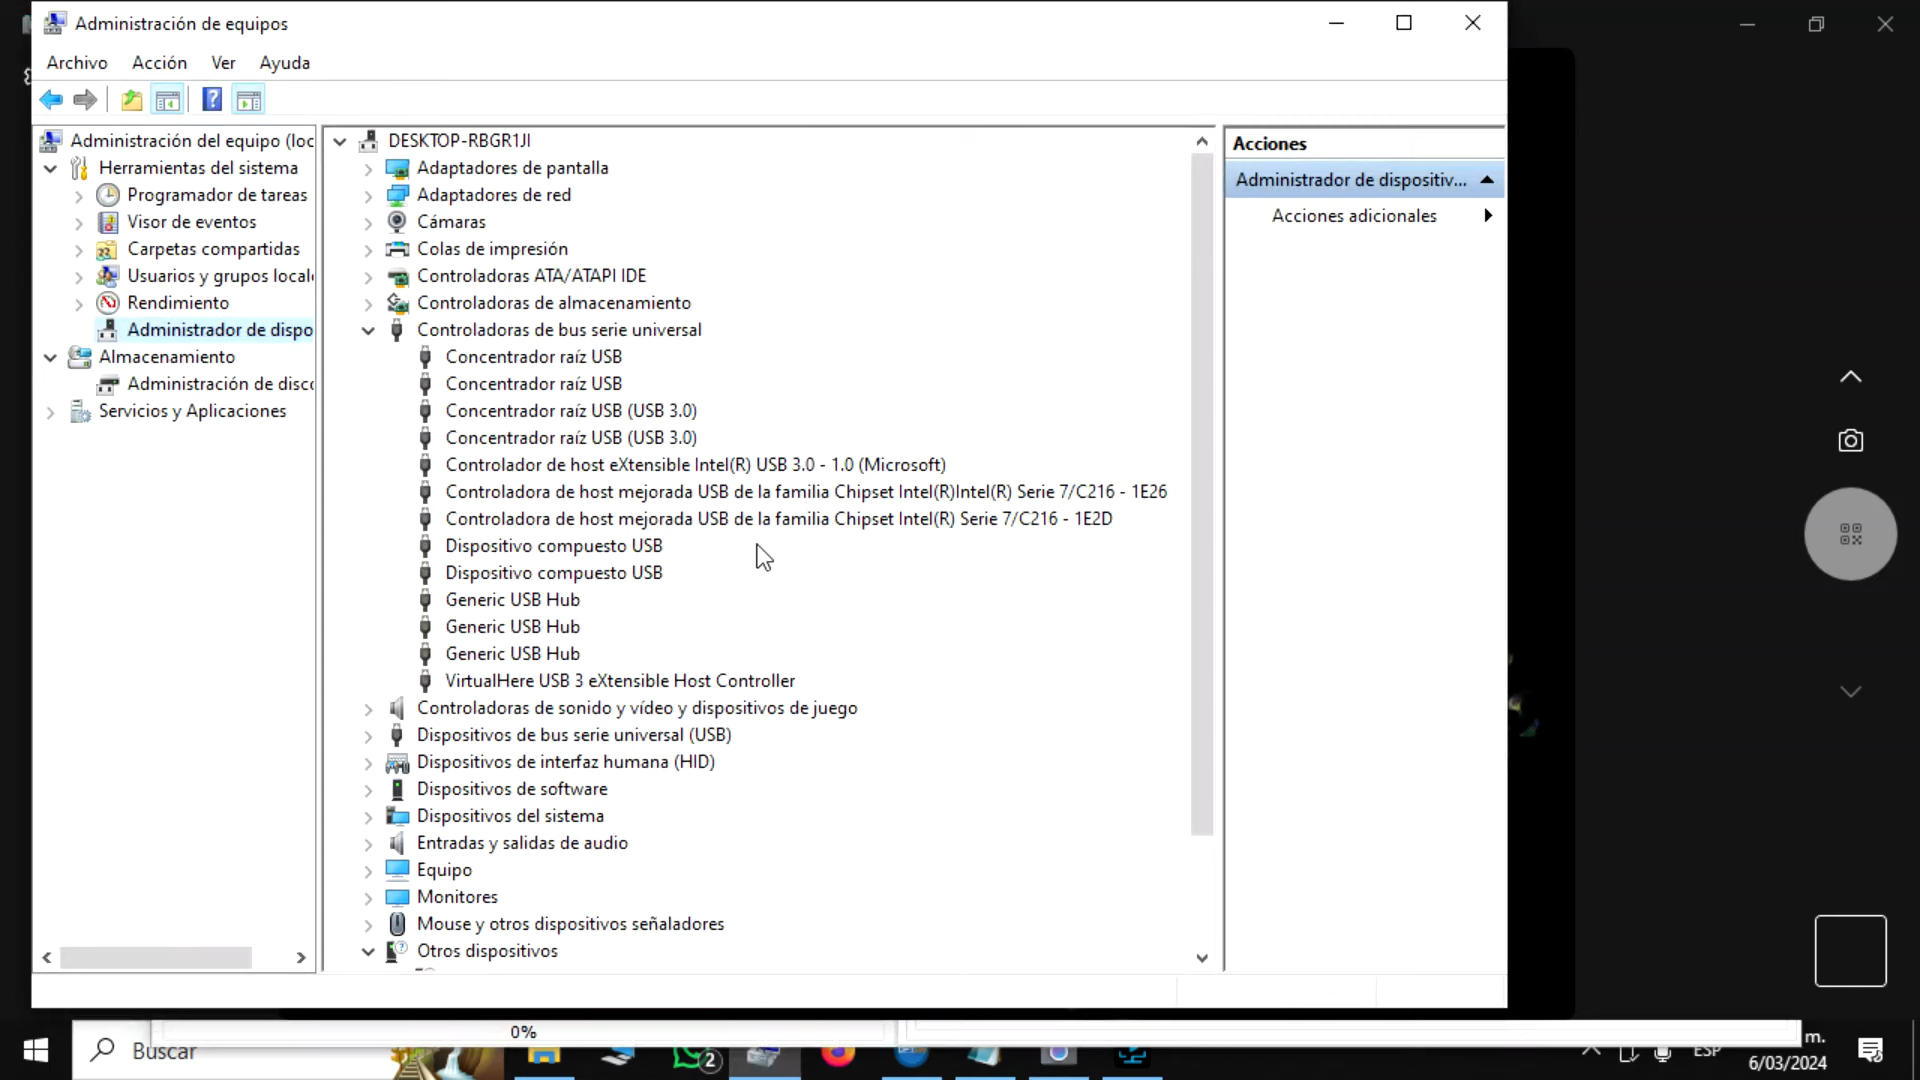 Administración de equipos
Archivo Acción Ver Ayuda
Administración del equipo (loc
Herramientas del sistema
Programador de tareas
Visor de eventos
Carpetas compartidas
Usuarios y grupos local
Rendimiento
Administrador de dispo
Almacenamiento
Administración de disc
Servicios y Aplicaciones
DESKTOP-RBGR1JI
Adaptadores de pantalla
Adaptadores de red
Cámaras
Colas de impresión
Controladoras ATA/ATAPI IDE
Controladoras de almacenamiento
Controladoras de bus serie universal
Concentrador raíz USB
Concentrador raíz USB
Concentrador raíz USB (USB 3.0)
Concentrador raíz USB (USB 3.0)
Controlador de host eXtensible Intel(R) USB 3.0 - 1.0 (Microsoft)
Controladora de host mejorada USB de la familia Chipset Intel(R)Intel(R) Serie 7/C216 - 1E26
Controladora de host mejorada USB de la familia Chipset Intel(R) Serie 7/C216 - 1E2D
Dispositivo compuesto USB
Dispositivo compuesto USB
Generic USB Hub
Generic USB Hub
Generic USB Hub
VirtualHere USB 3 eXtensible Host Controller
Controladoras de sonido y vídeo y dispositivos de juego
Dispositivos de bus serie universal (USB)
Dispositivos de interfaz humana (HID)
Dispositivos de software
Dispositivos del sistema
Entradas y salidas de audio
Equipo
Monitores
Mouse y otros dispositivos señaladores
Otros dispositivos
Acciones
Administrador de dispositiv...
Acciones adicionales
0%
Buscar
2
ESP
m.
6/03/2024